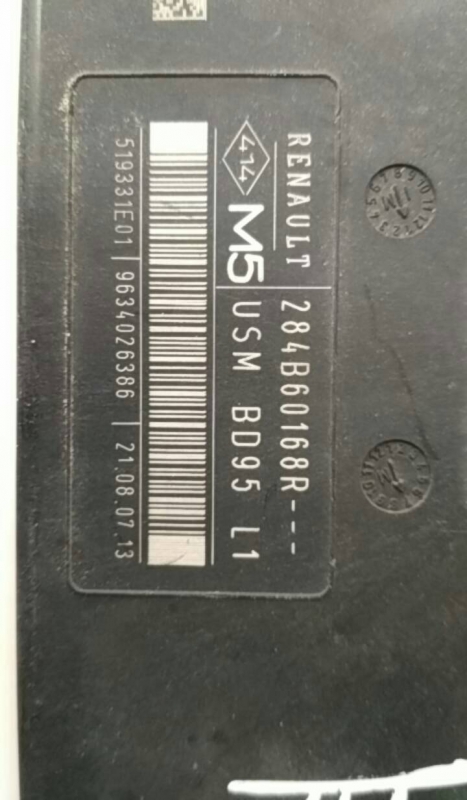 RENAULT 284B60168R---
414 M5 USM BD95 L1
519331E01 | 9634026386 | 21.08.07.13